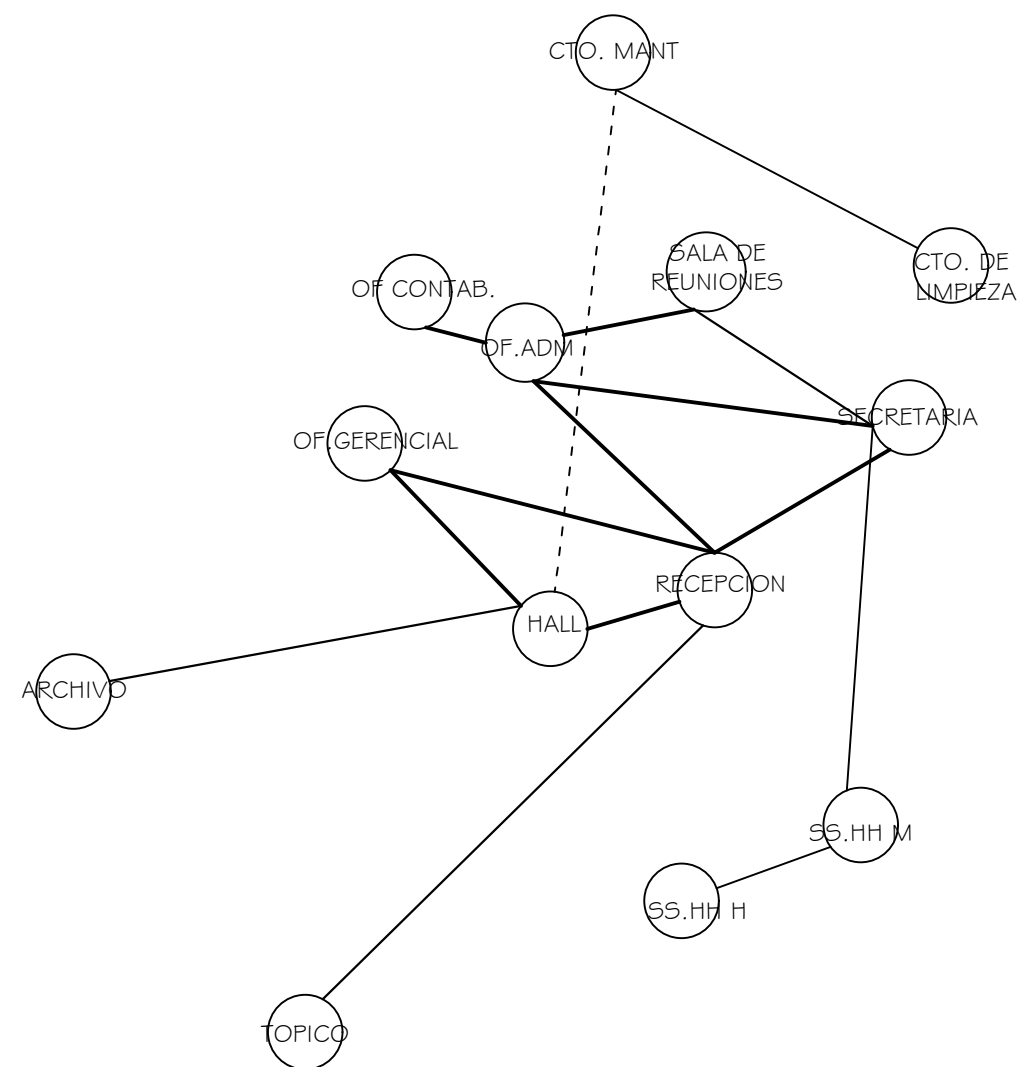 CTO. MANT
SALA DE
REUNIONES
CTO. DE
LIMPIEZA
OF CONTAB.
OF.ADM
SECRETARIA
OF.GERENCIAL
RECEPCION
HALL
ARCHIVO
SS.HH M
SS.HH H
TOPICO